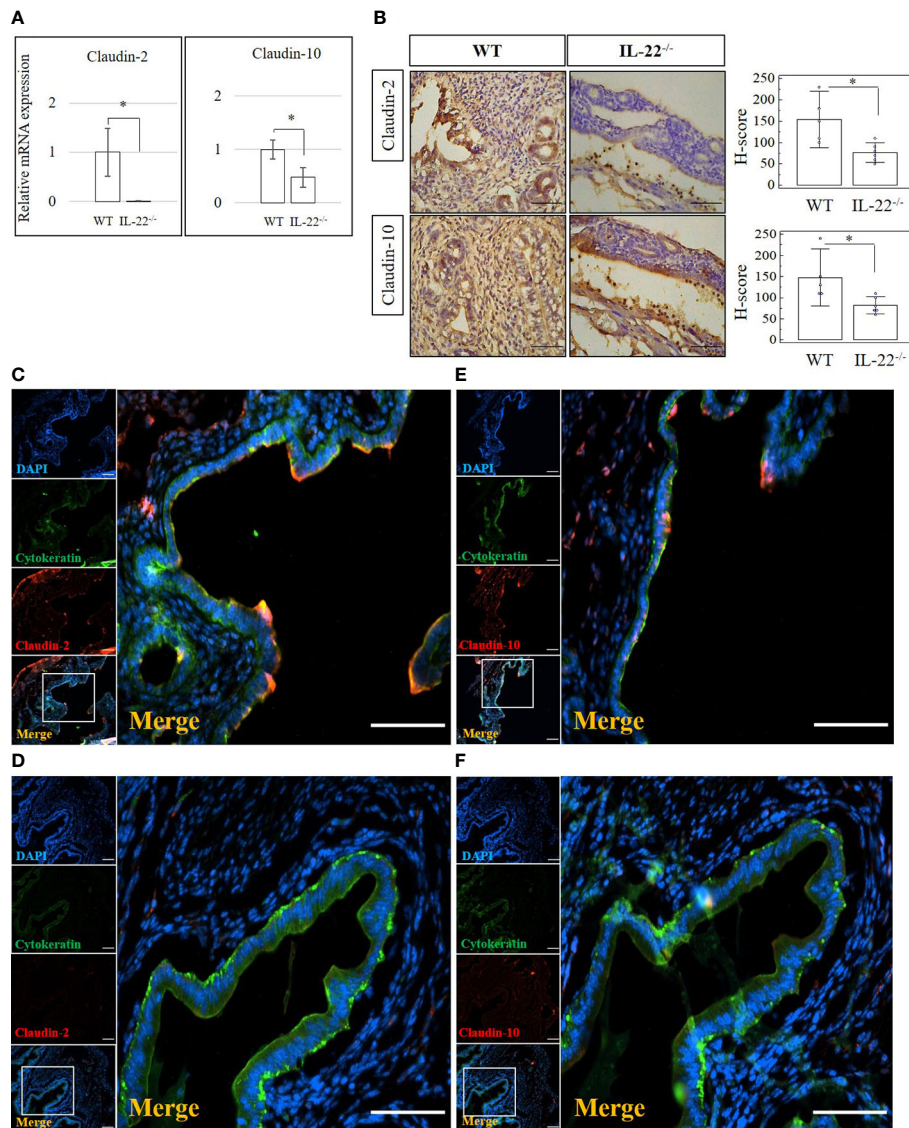 A
Claudin-2
Relative mRNA expression
2
1
0
*
WT IL-22-/-
Claudin-10
2
1
0
*
WT IL-22-/-
B
WT
IL-22-/-
Claudin-2
Claudin-10
H-score
250
200
150
100
50
0
*
WT IL-22-/-
H-score
250
200
150
100
50
0
*
WT IL-22-/-
C
DAPI
Cytokeratin
Claudin-2
Merge
Merge
E
DAPI
Cytokeratin
Claudin-10
Merge
Merge
D
DAPI
Cytokeratin
Claudin-2
Merge
Merge
F
DAPI
Cytokeratin
Claudin-10
Merge
Merge